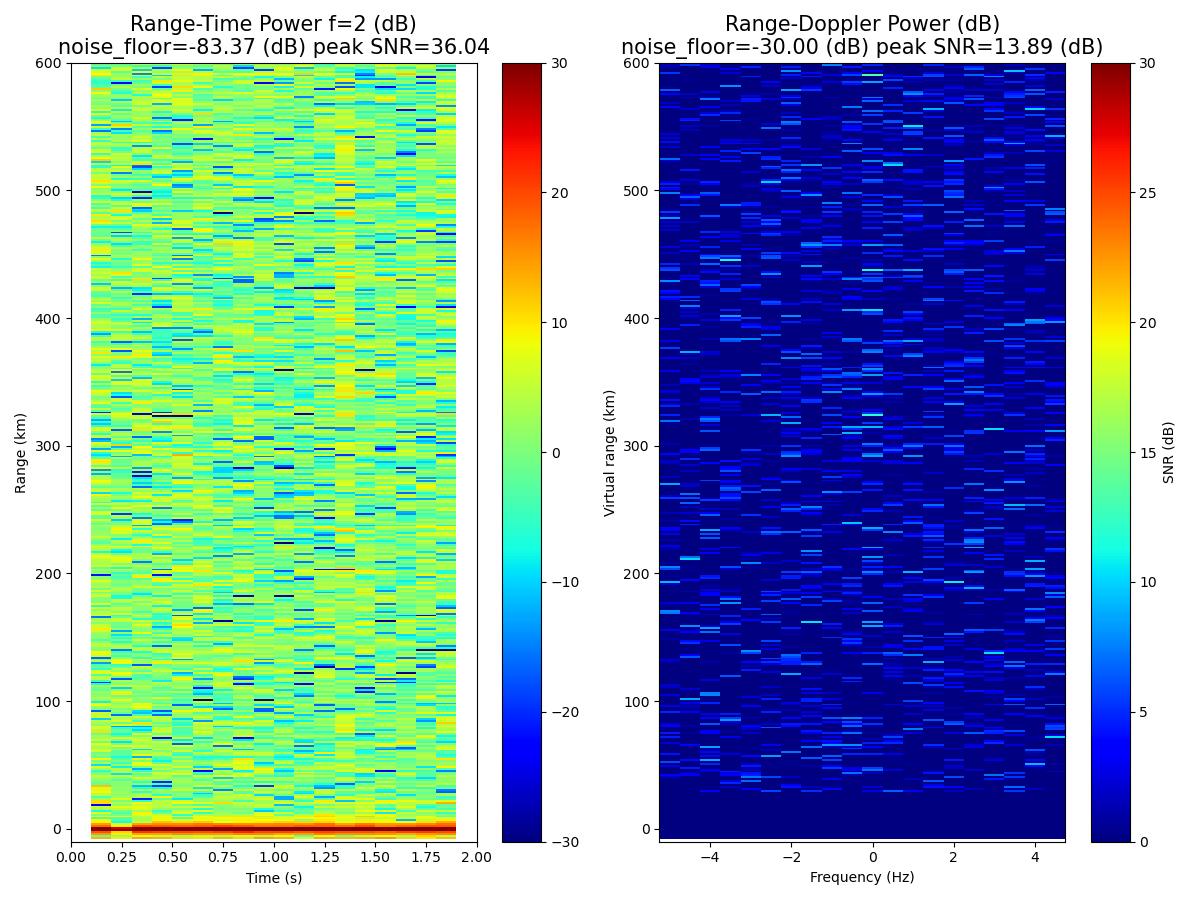 Range-Time Power f=2 (dB)
noise_floor=-83.37 (dB) peak SNR=36.04
Range (km)
600
500
400
300
200
100
0
0.00 0.25 0.50 0.75 1.00 1.25 1.50 1.75 2.00
Time (s)
30
20
10
0
−10
−20
−30
Range-Doppler Power (dB)
noise_floor=-30.00 (dB) peak SNR=13.89 (dB)
Virtual range (km)
600
500
400
300
200
100
0
−4 −2 0 2 4
Frequency (Hz)
30
25
20
15
10
5
0
SNR (dB)